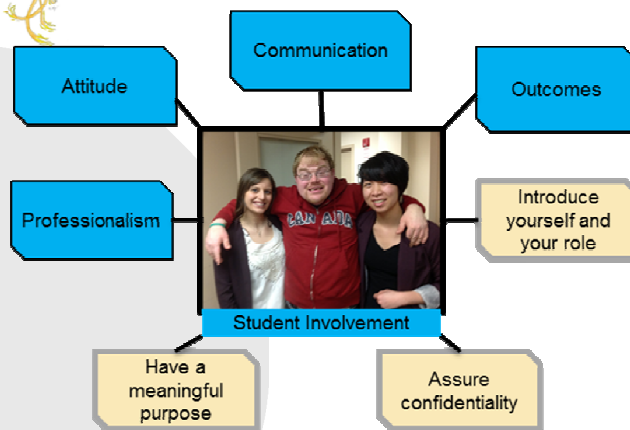 Communication
Attitude
Outcomes
Professionalism
Introduce
yourself and
your role
CANADA
Student Involvement
Have a
meaningful
purpose
Assure
confidentiality